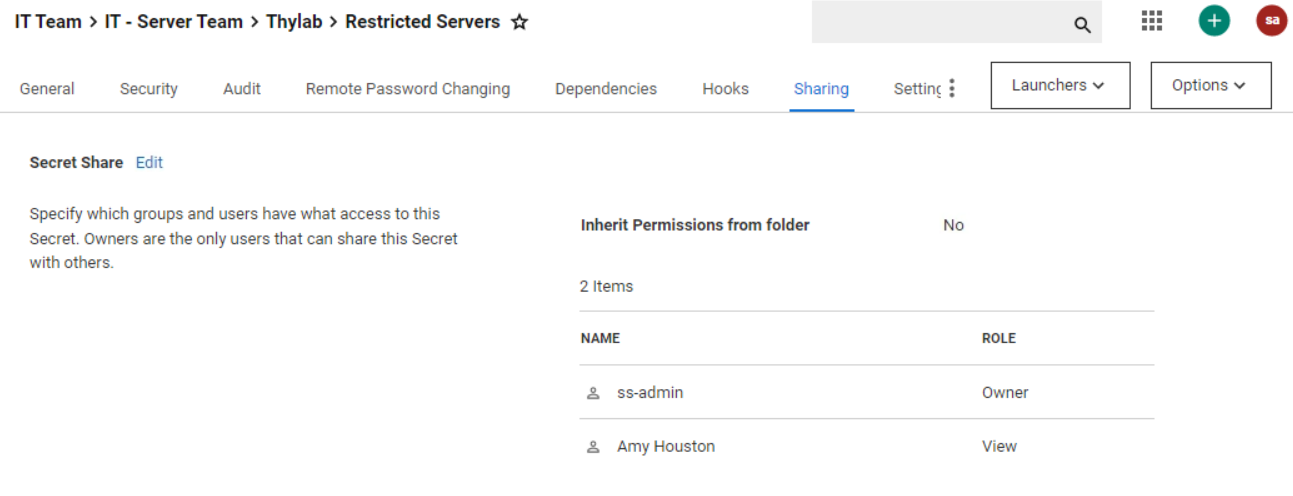 IT Team > IT - Server Team > Thylab > Restricted Servers
sa
General Security Audit Remote Password Changing Dependencies Hooks Sharing Setting Launchers Options
Secret Share Edit
Specify which groups and users have what access to this
Secret. Owners are the only users that can share this Secret
with others.
Inherit Permissions from folder No
2 Items
NAME ROLE
ss-admin Owner
Amy Houston View